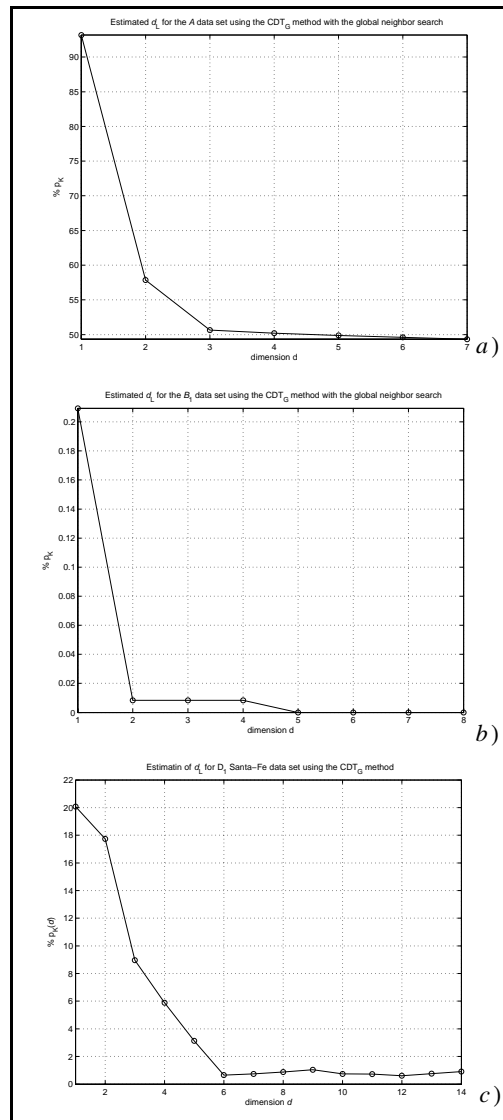 Estimated d_L for the A data set using the CDT_G method with the global neighbor search
90
85
80
75
70
65
60
55
50
% p_K
1 2 3 4 5 6 7
dimension d
a)
Estimated d_L for the B_1 data set using the CDT_G method with the global neighbor search
0.2
0.18
0.16
0.14
0.12
0.1
0.08
0.06
0.04
0.02
0
% p_K
1 2 3 4 5 6 7 8
dimension d
b)
Estimatin of d_L for D_1 Santa-Fe data set using the CDT_G method
22
20
18
16
14
12
10
8
6
4
2
0
% p_K(d)
2 4 6 8 10 12 14
dimension d
c)